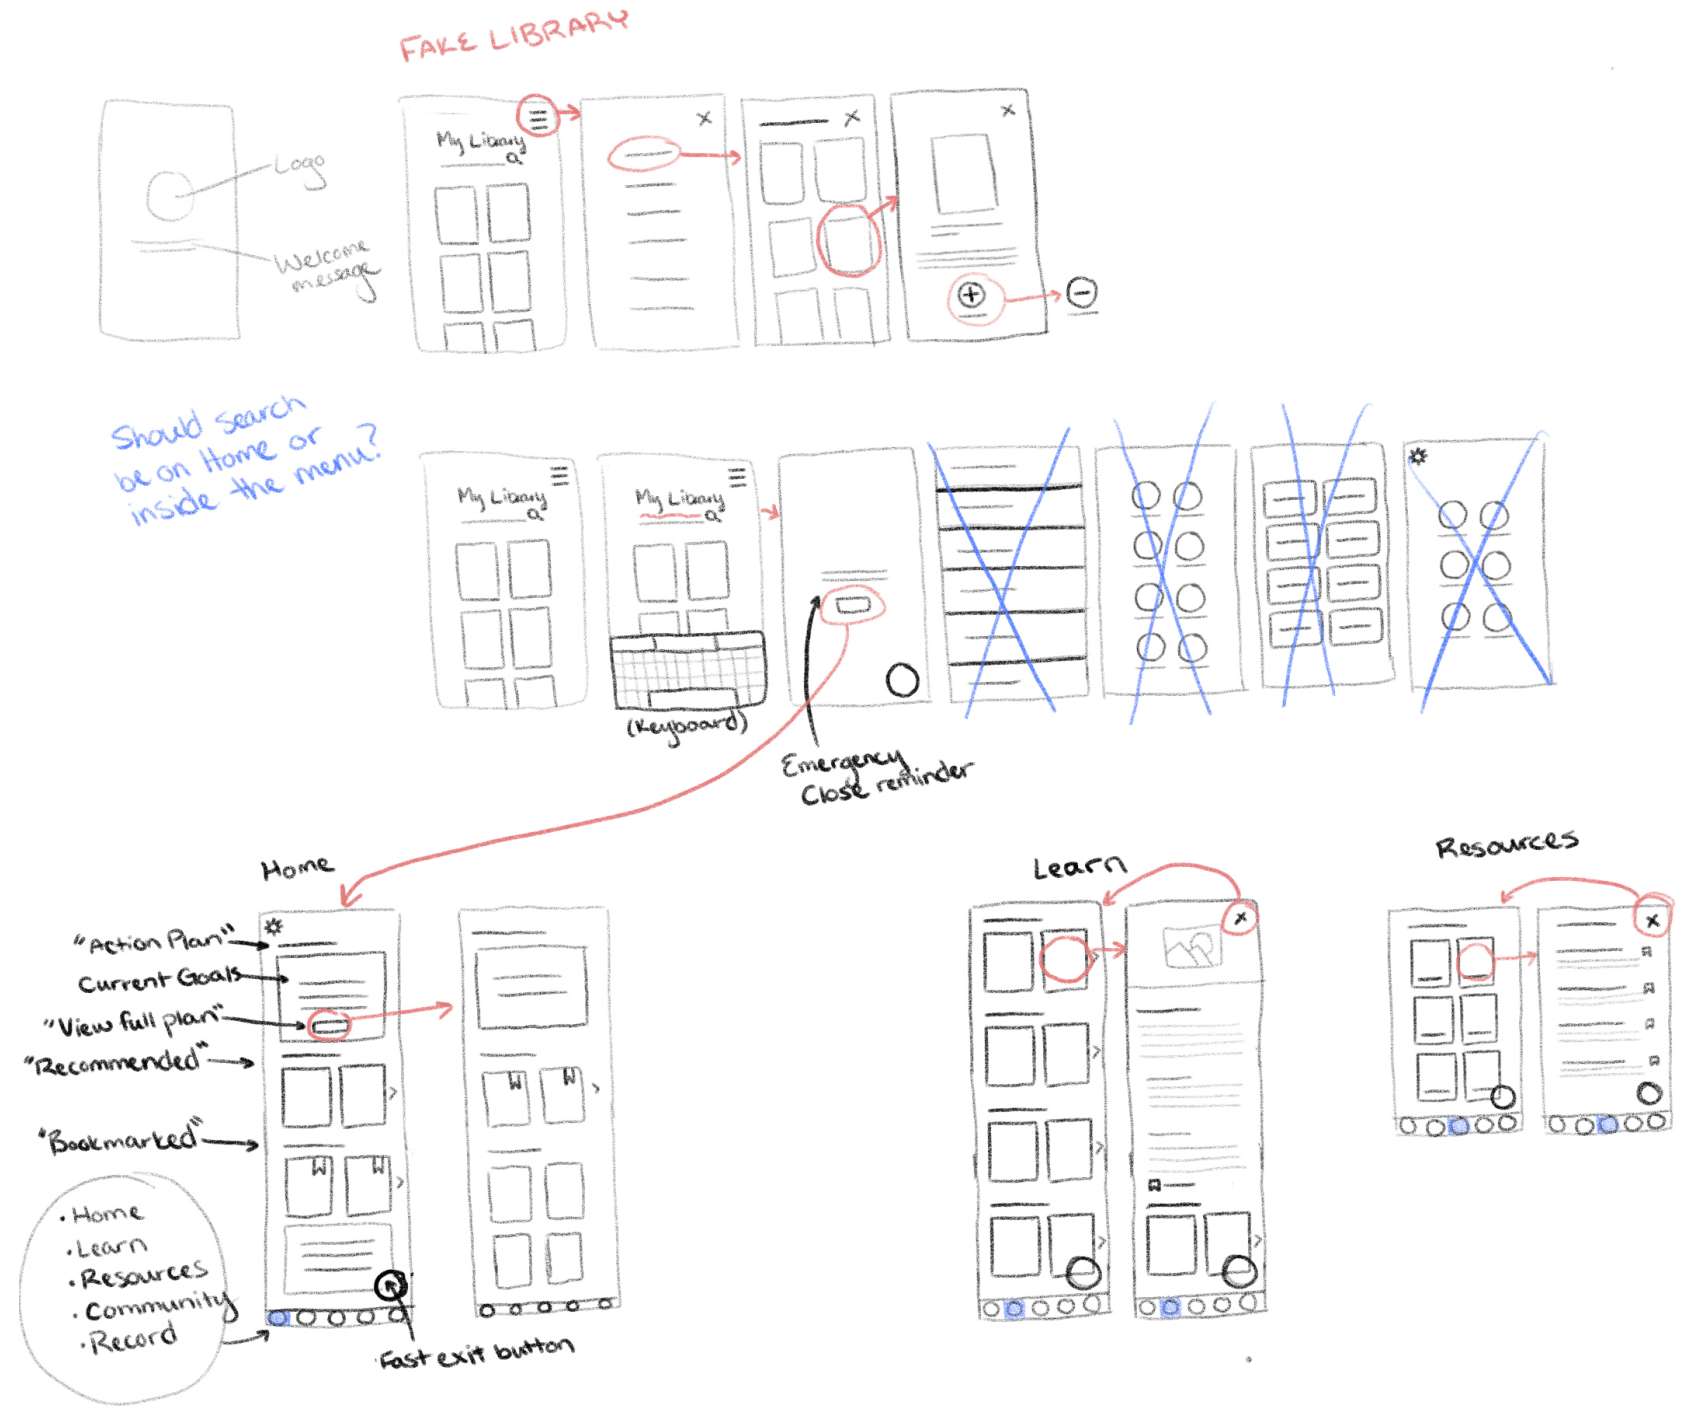 FAKE LIBRARY
Logo
Welcome
message
My Library
Should search
be on Home or
inside the menu?
My Library
My Library
(Keyboard)
Emergency
Close reminder
Home
"Action Plan"
Current Goals
"View full plan"
"Recommended"
"Bookmarked"
• Home
• Learn
• Resources
• Community
• Record
Fast exit button
Learn
Resources